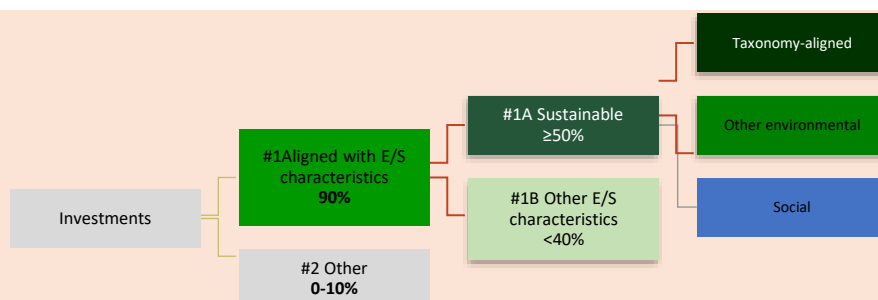 Investments
#1Aligned with E/S
characteristics
90%
#2 Other
0-10%
#1A Sustainable
≥50%
#1B Other E/S
characteristics
<40%
Taxonomy-aligned
Other environmental
Social